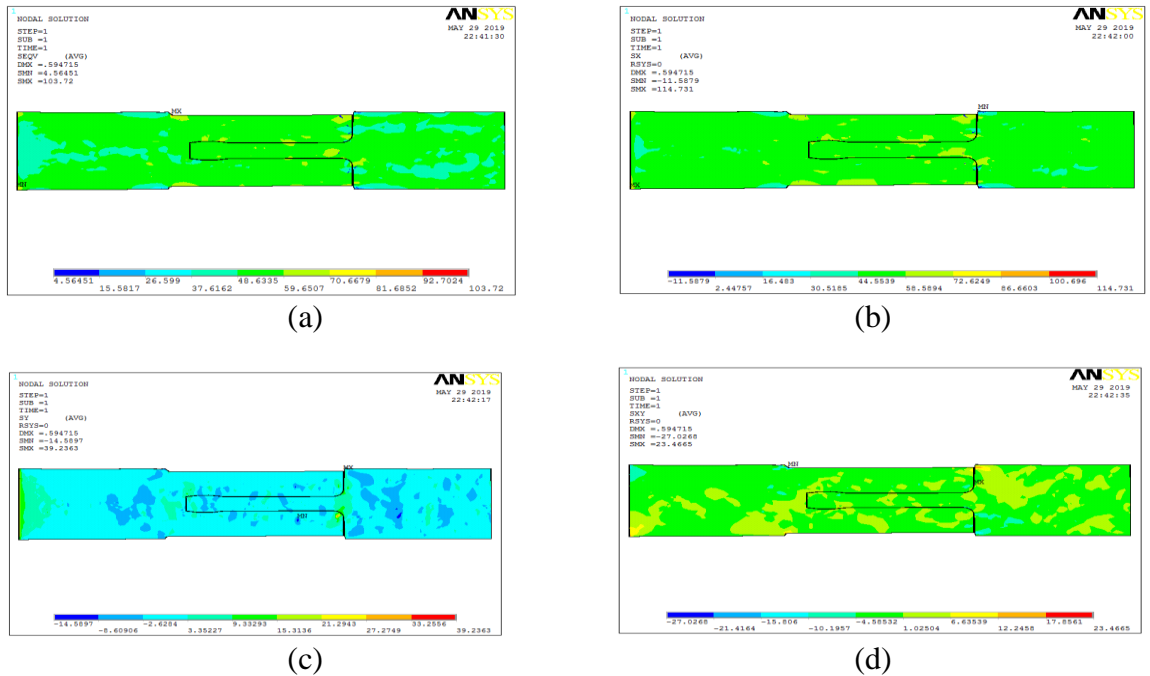 1
ANSYS
NODAL SOLUTION
MAY 29 2019
22:41:30
STEP=1
SUB =1
TIME=1
SEQV (AVG)
DMX =.594715
SMN =4.56451
SMX =103.72
MX
MN
4.56451 26.599 48.6335 70.6679 92.7024
15.5817 37.6162 59.6507 81.6852 103.72
(a)
1
ANSYS
NODAL SOLUTION
MAY 29 2019
22:42:00
STEP=1
SUB =1
TIME=1
SX (AVG)
RSYS=0
DMX =.594715
SMN =-11.5879
SMX =114.731
MN
MX
-11.5879 16.483 44.5539 72.6249 100.696
2.44757 30.5185 58.5894 86.6603 114.731
(b)
1
ANSYS
NODAL SOLUTION
MAY 29 2019
22:42:17
STEP=1
SUB =1
TIME=1
SY (AVG)
RSYS=0
DMX =.594715
SMN =-14.5897
SMX =39.2363
MX
MN
-14.5897 -2.6284 9.33293 21.2943 33.2556
-8.60906 3.35227 15.3136 27.2749 39.2363
(c)
1
ANSYS
NODAL SOLUTION
MAY 29 2019
22:42:35
STEP=1
SUB =1
TIME=1
SXY (AVG)
RSYS=0
DMX =.594715
SMN =-27.0268
SMX =23.4665
MN
MX
-27.0268 -15.806 -4.58532 6.63539 17.8561
-21.4164 -10.1957 1.02504 12.2458 23.4665
(d)